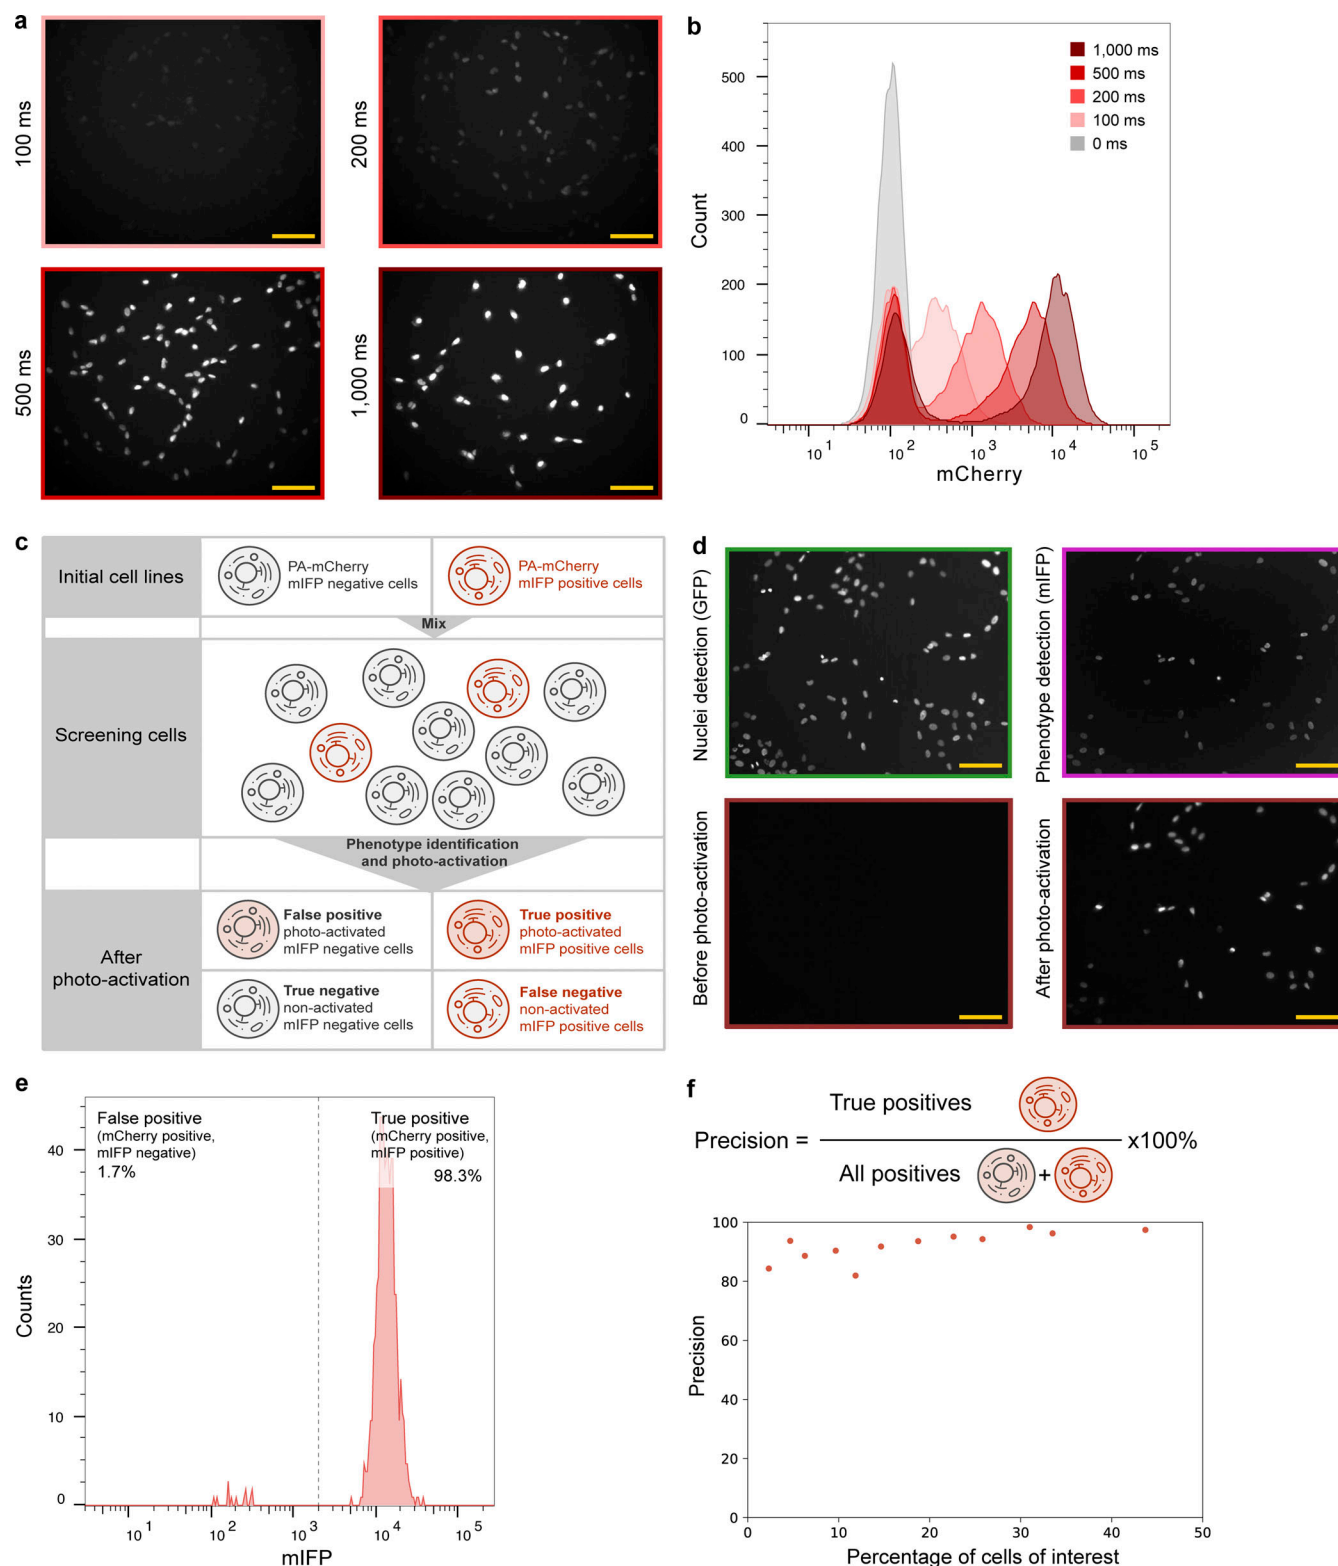 a
100 ms
200 ms
500 ms
1,000 ms
b
1,000 ms
500 ms
200 ms
100 ms
0 ms
Count
500
400
300
200
100
0
10^1
10^2
10^3
10^4
10^5
mCherry
c
Initial cell lines
PA-mCherry
mIFP negative cells
PA-mCherry
mIFP positive cells
Mix
Screening cells
Phenotype identification
and photo-activation
After
photo-activation
False positive
photo-activated
mIFP negative cells
True positive
photo-activated
mIFP positive cells
True negative
non-activated
mIFP negative cells
False negative
non-activated
mIFP positive cells
d
Nuclei detection (GFP)
Phenotype detection (mIFP)
Before photo-activation
After photo-activation
e
False positive
(mCherry positive,
mIFP negative)
1.7%
True positive
(mCherry positive,
mIFP positive)
98.3%
Counts
40
30
20
10
0
10^1
10^2
10^3
10^4
10^5
mIFP
f
Precision =
True positives
All positives
+
x100%
Precision
100
80
60
40
20
0
0
10
20
30
40
50
Percentage of cells of interest